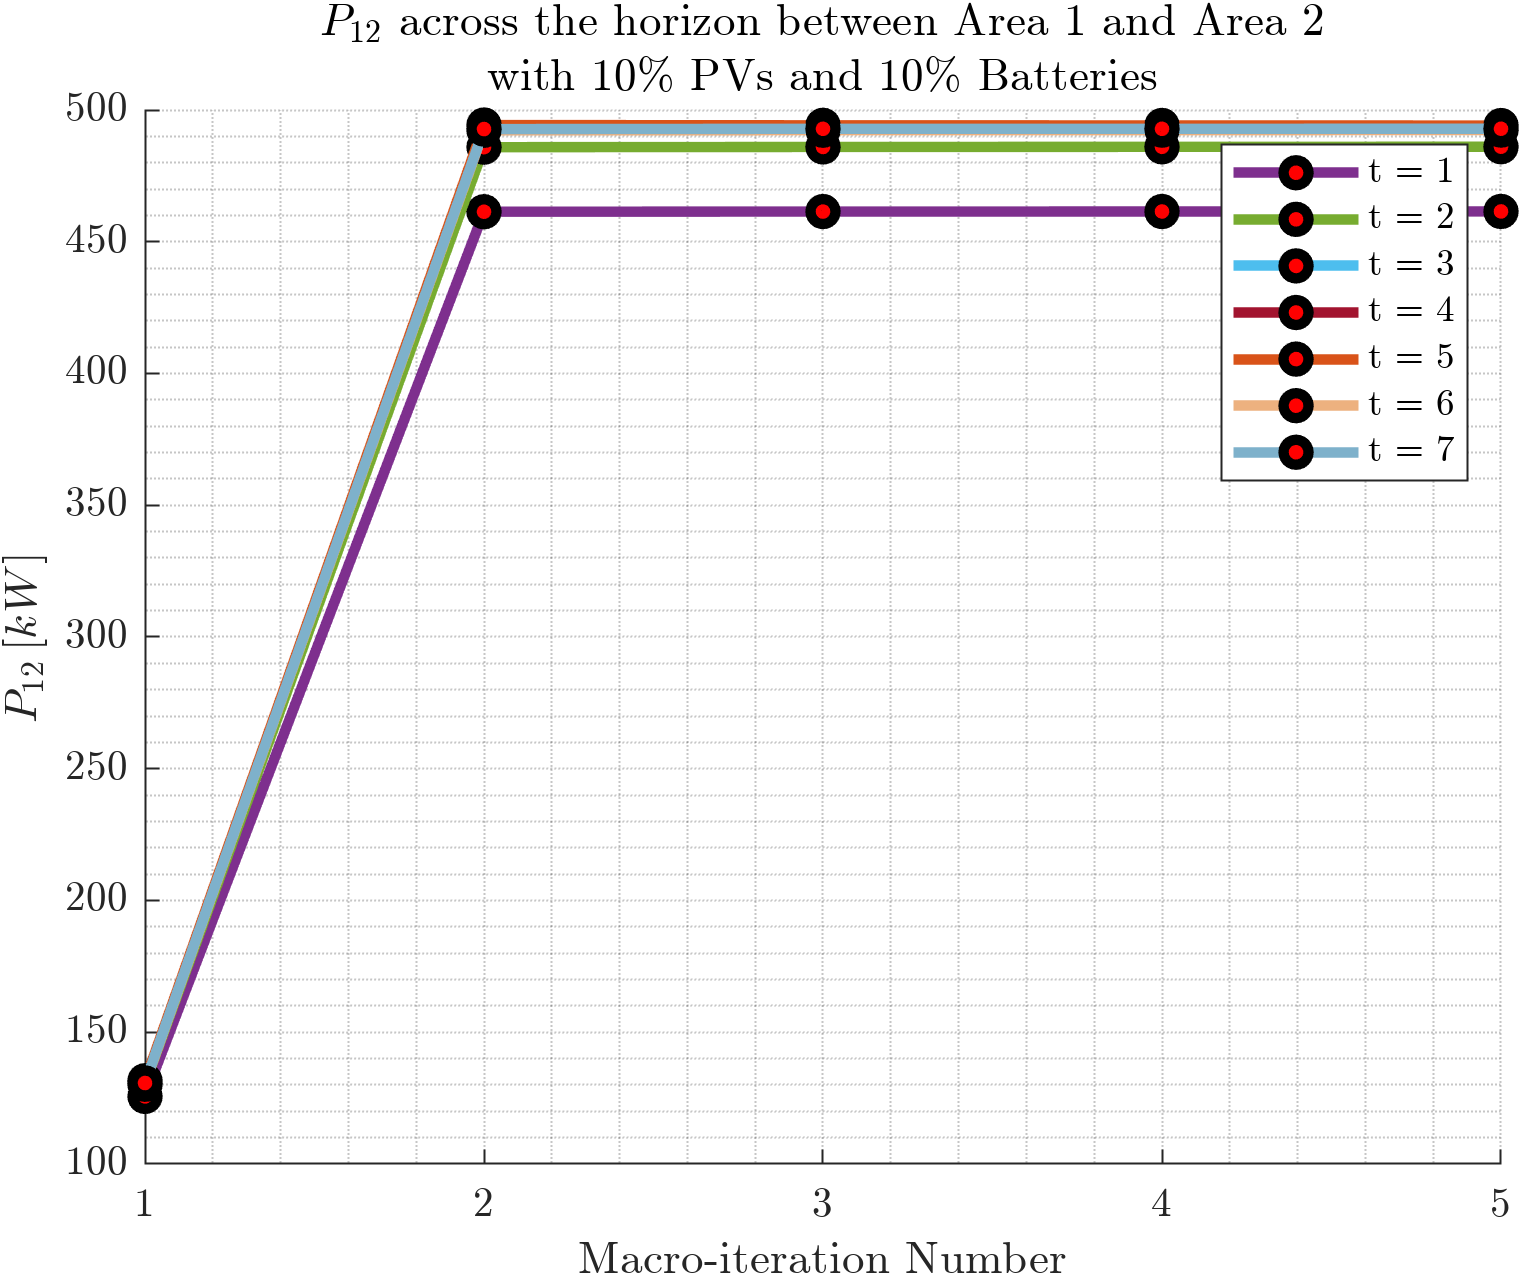 P₁₂ across the horizon between Area 1 and Area 2
with 10% PVs and 10% Batteries
500
450
400
350
300
250
200
150
100
P₁₂ [kW]
t = 1
t = 2
t = 3
t = 4
t = 5
t = 6
t = 7
1
2
3
4
5
Macro-iteration Number